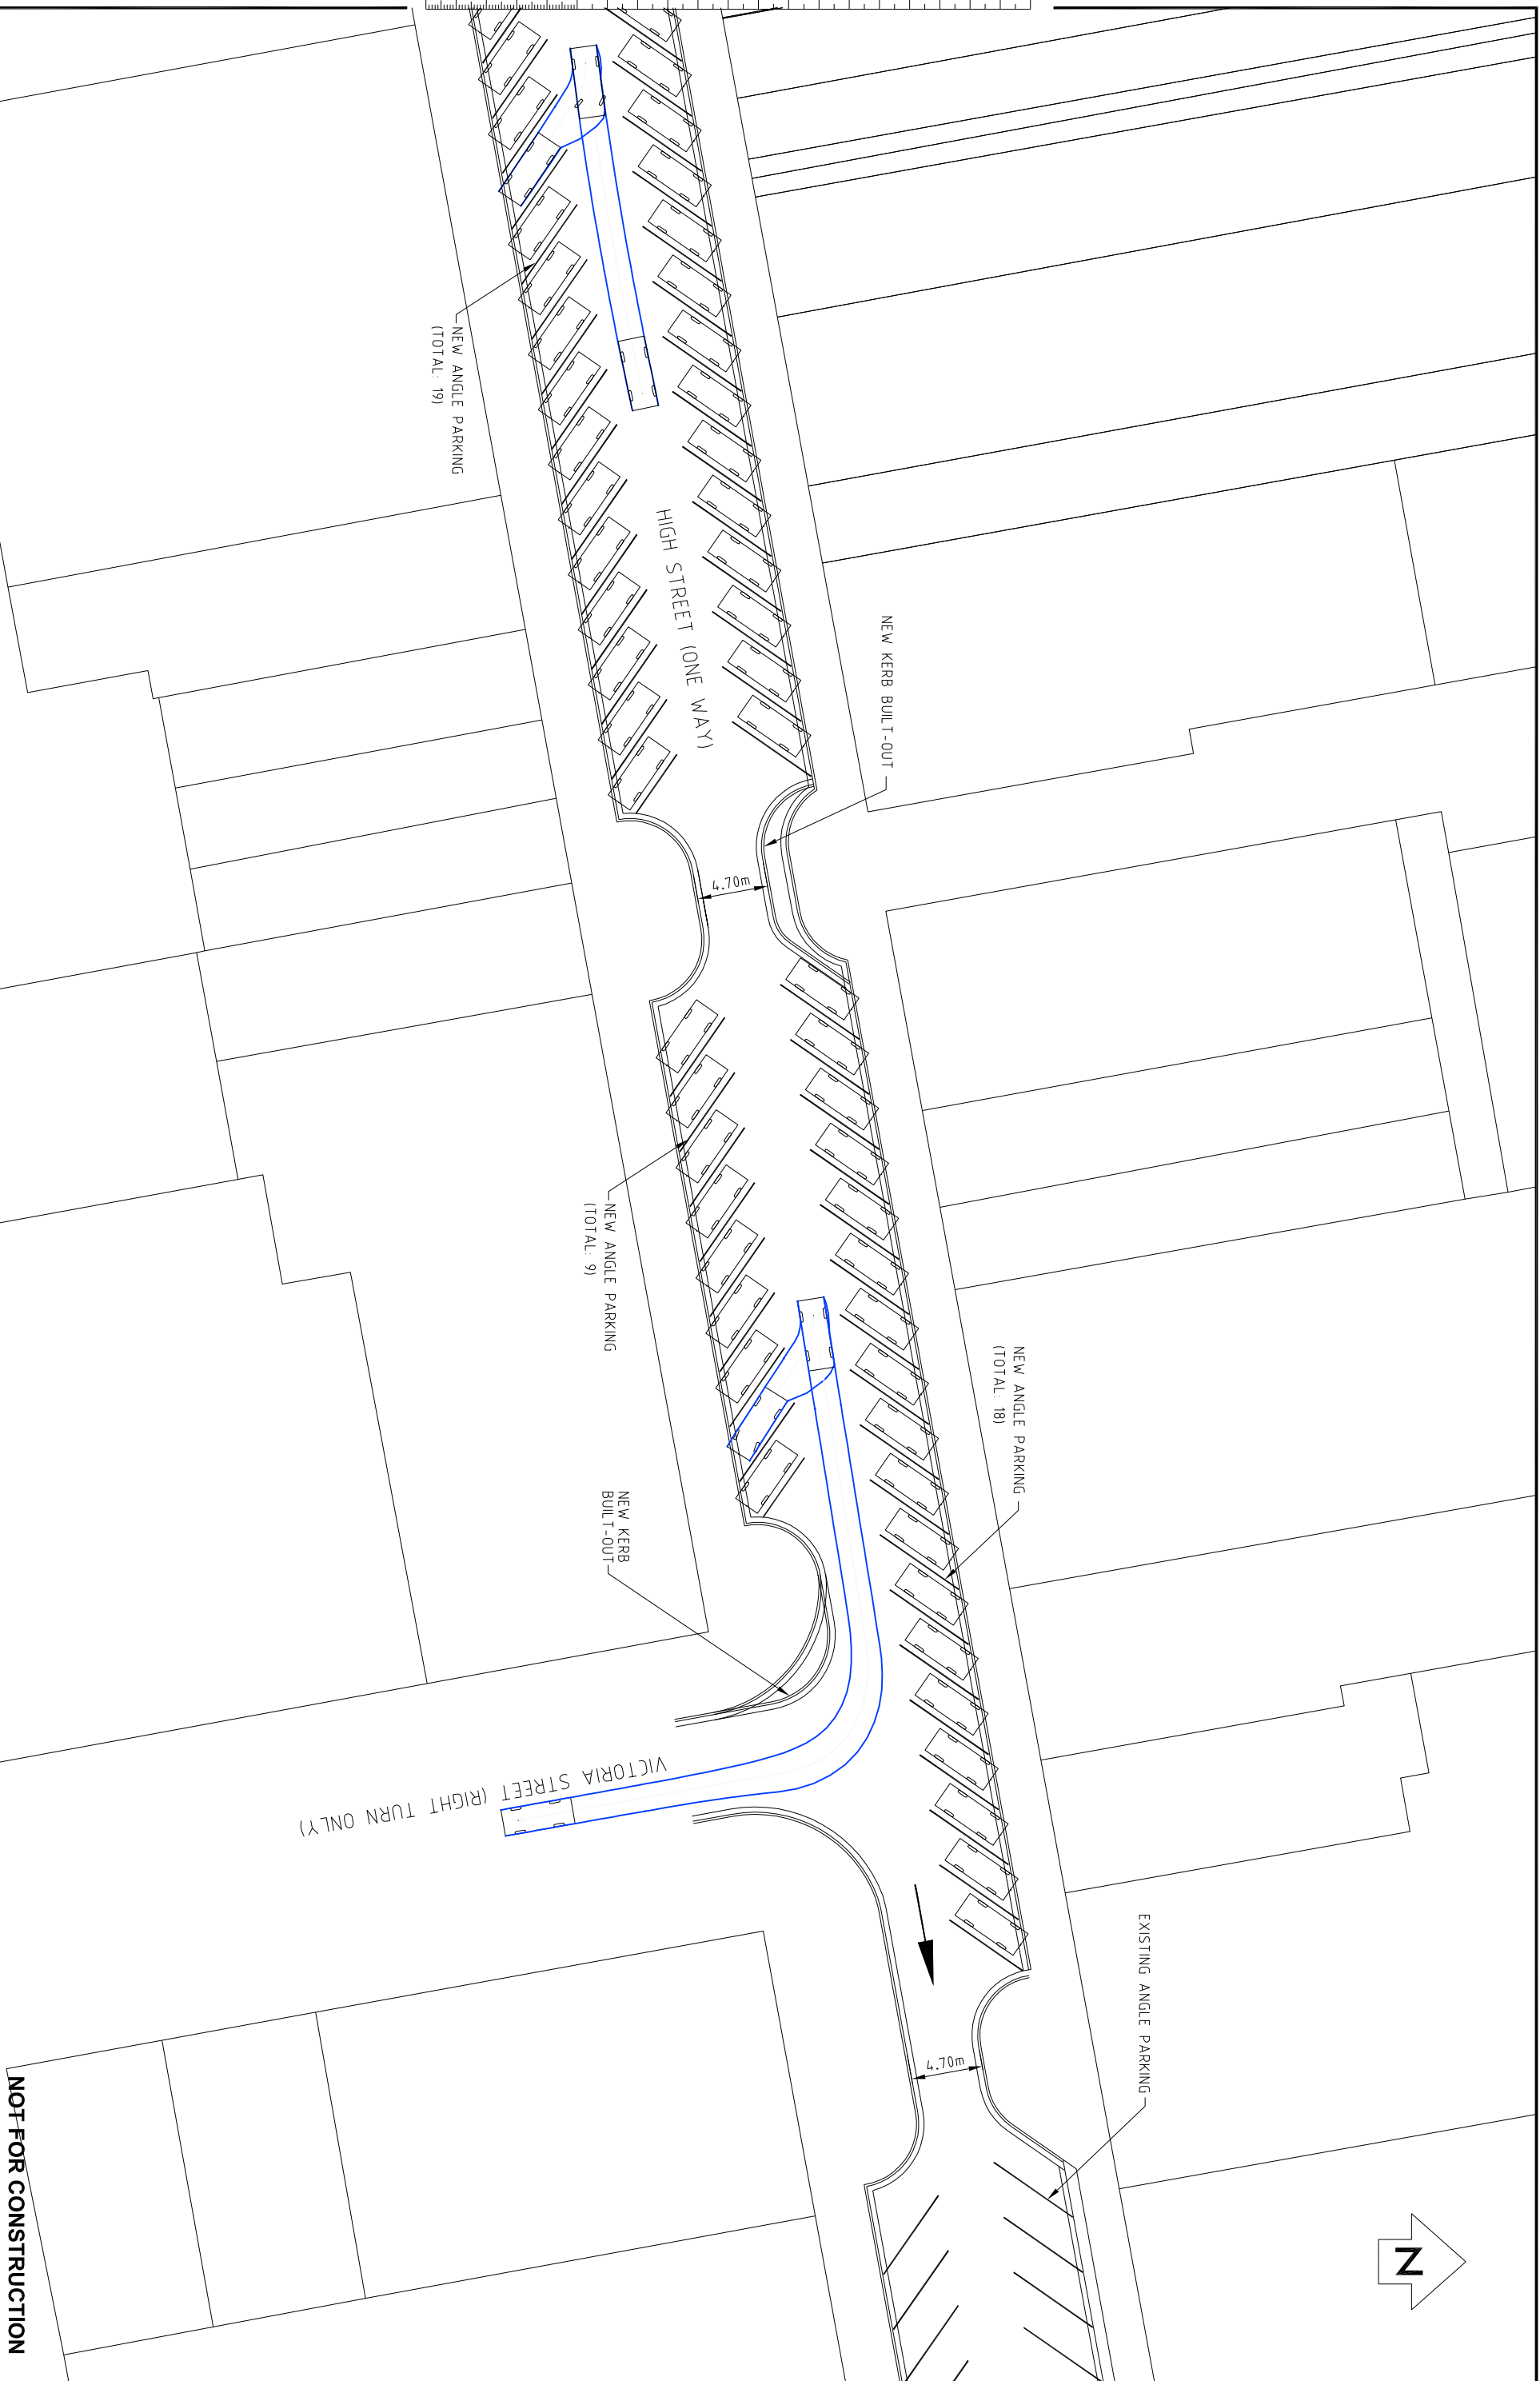 NEW ANGLE PARKING
(TOTAL: 19)
HIGH STREET (ONE WAY)
NEW KERB BUILT-OUT
4.70m
NEW ANGLE PARKING
(TOTAL: 9)
NEW ANGLE PARKING
(TOTAL: 18)
NEW KERB
BUILT-OUT
VICTORIA STREET (RIGHT TURN ONLY)
EXISTING ANGLE PARKING
4.70m
N
NOT FOR CONSTRUCTION